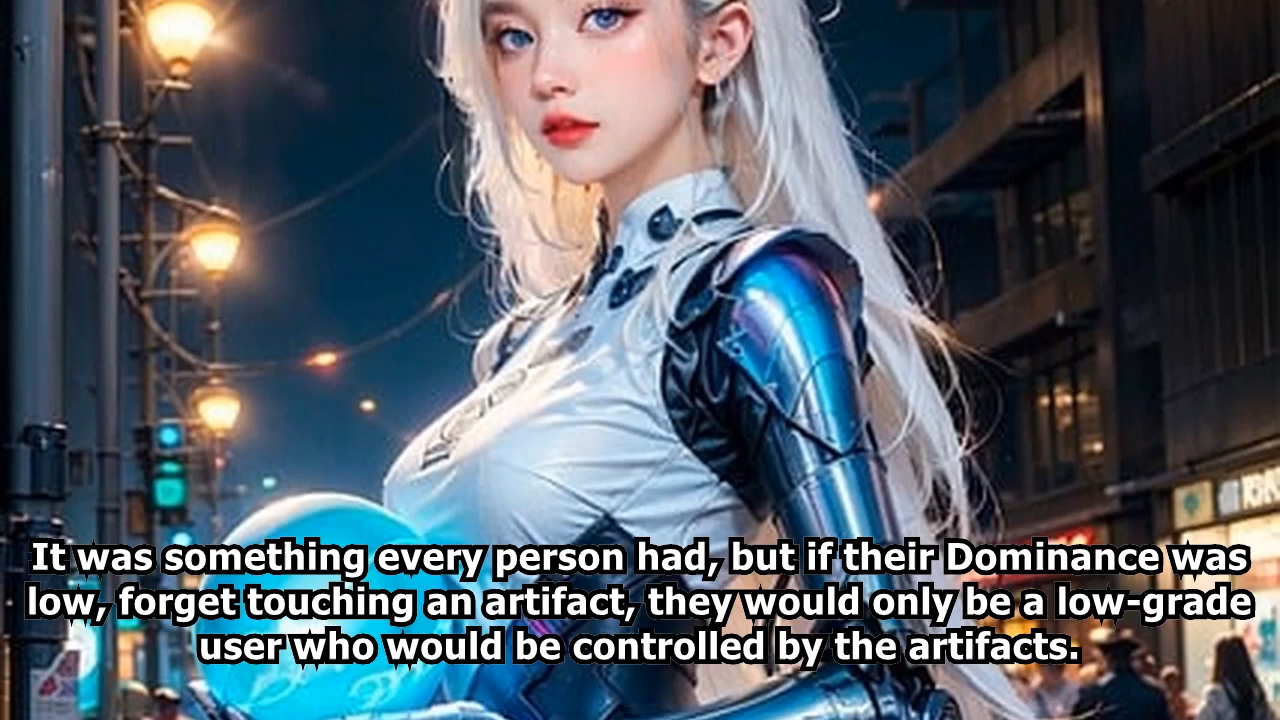 It was something every person had, but if their Dominance was
low, forget touching an artifact, they would only be a low-grade
user who would be controlled by the artifacts.